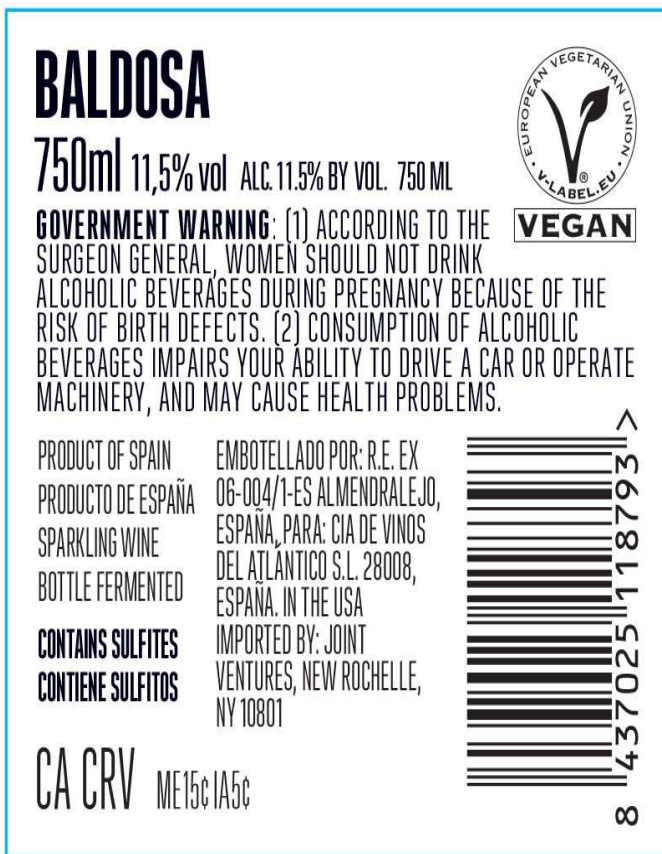 BALDOSA
750ml 11,5% vol ALC. 11.5% BY VOL. 750 ML
EUROPEAN VEGETARIAN UNION
V-LABEL.EU
®
VEGAN
GOVERNMENT WARNING: (1) ACCORDING TO THE
SURGEON GENERAL, WOMEN SHOULD NOT DRINK
ALCOHOLIC BEVERAGES DURING PREGNANCY BECAUSE OF THE
RISK OF BIRTH DEFECTS. (2) CONSUMPTION OF ALCOHOLIC
BEVERAGES IMPAIRS YOUR ABILITY TO DRIVE A CAR OR OPERATE
MACHINERY, AND MAY CAUSE HEALTH PROBLEMS.
PRODUCT OF SPAIN
PRODUCTO DE ESPAÑA
SPARKLING WINE
BOTTLE FERMENTED
CONTAINS SULFITES
CONTIENE SULFITOS
EMBOTELLADO POR: R.E. EX
06-004/1-ES ALMENDRALEJO,
ESPAÑA, PARA: CIA DE VINOS
DEL ATLÁNTICO S.L. 28008,
ESPAÑA. IN THE USA
IMPORTED BY: JOINT
VENTURES, NEW ROCHELLE,
NY 10801
CA CRV ME15¢ IA5¢
8 437025 118793 >